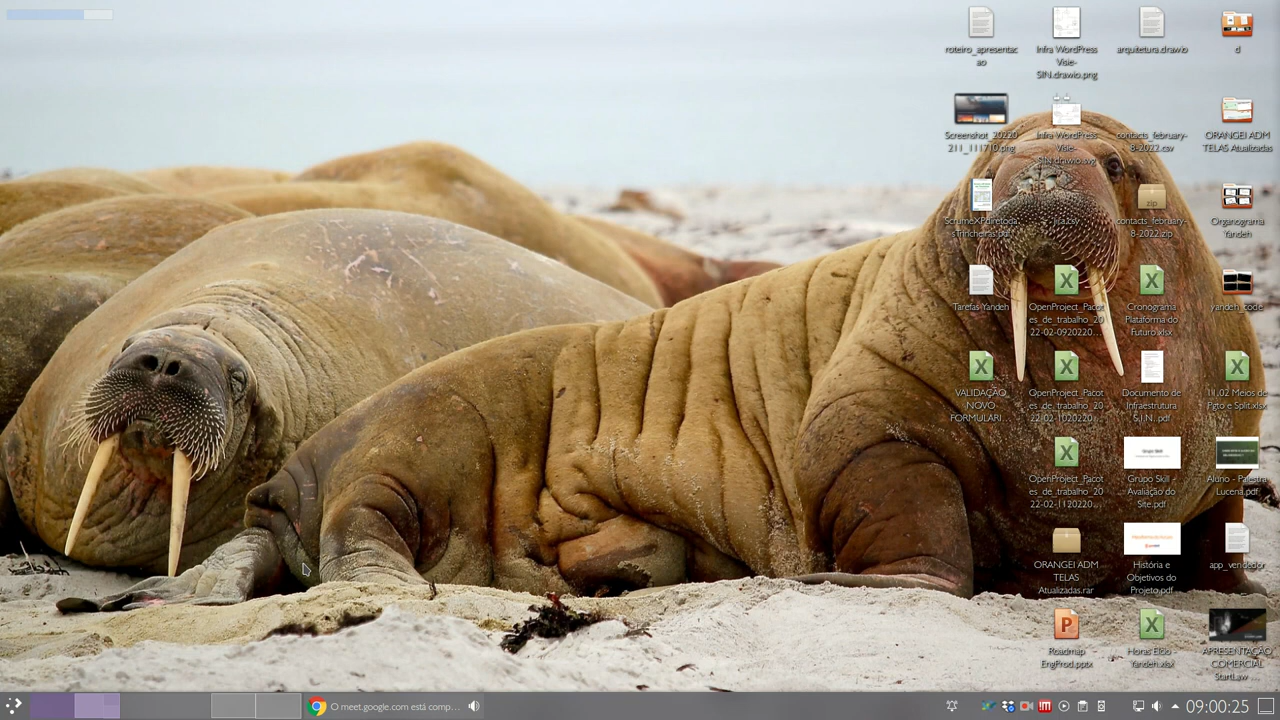 roteiro_apresentac
ao
Infra WordPress
Visie-
S!N.drawio.png
arquitetura.drawio
d
Screenshot_20220
211_111710.png
Infra WordPress
Visie-
S!N.drawio.svg
contacts_february-
8-2022.csv
ORANGEI ADM
TELAS Atualizadas
contacts_february-
8-2022.zip
zip
Organograma
Yandeh
Tarefas Yandeh
OpenProject_Pacot
es_de_trabalho_20
22-02-0920220...
Cronograma
Plataforma do
Futuro.xlsx
yandeh_code
VALIDAÇÃO
NOVO
FORMULARI...
OpenProject_Pacot
es_de_trabalho_20
22-02-1020220...
Documento de
Infraestrutura
S.I.N..pdf
11.02 Meios de
Pgto e Split.xlsx
OpenProject_Pacot
es_de_trabalho_20
22-02-1120220...
Grupo Skill -
Avaliação do
Site.pdf
Aluno - Palestra
Lucena.pdf
ORANGEI ADM
TELAS
Atualizadas.rar
História e
Objetivos do
Projeto.pdf
app_vendedor
Roadmap
EngProd.pptx
Horas Elão
Yandeh.xlsx
APRESENTAÇÃO
COMERCIAL
StartLaw ...
O meet.google.com está comp...
09:00:25